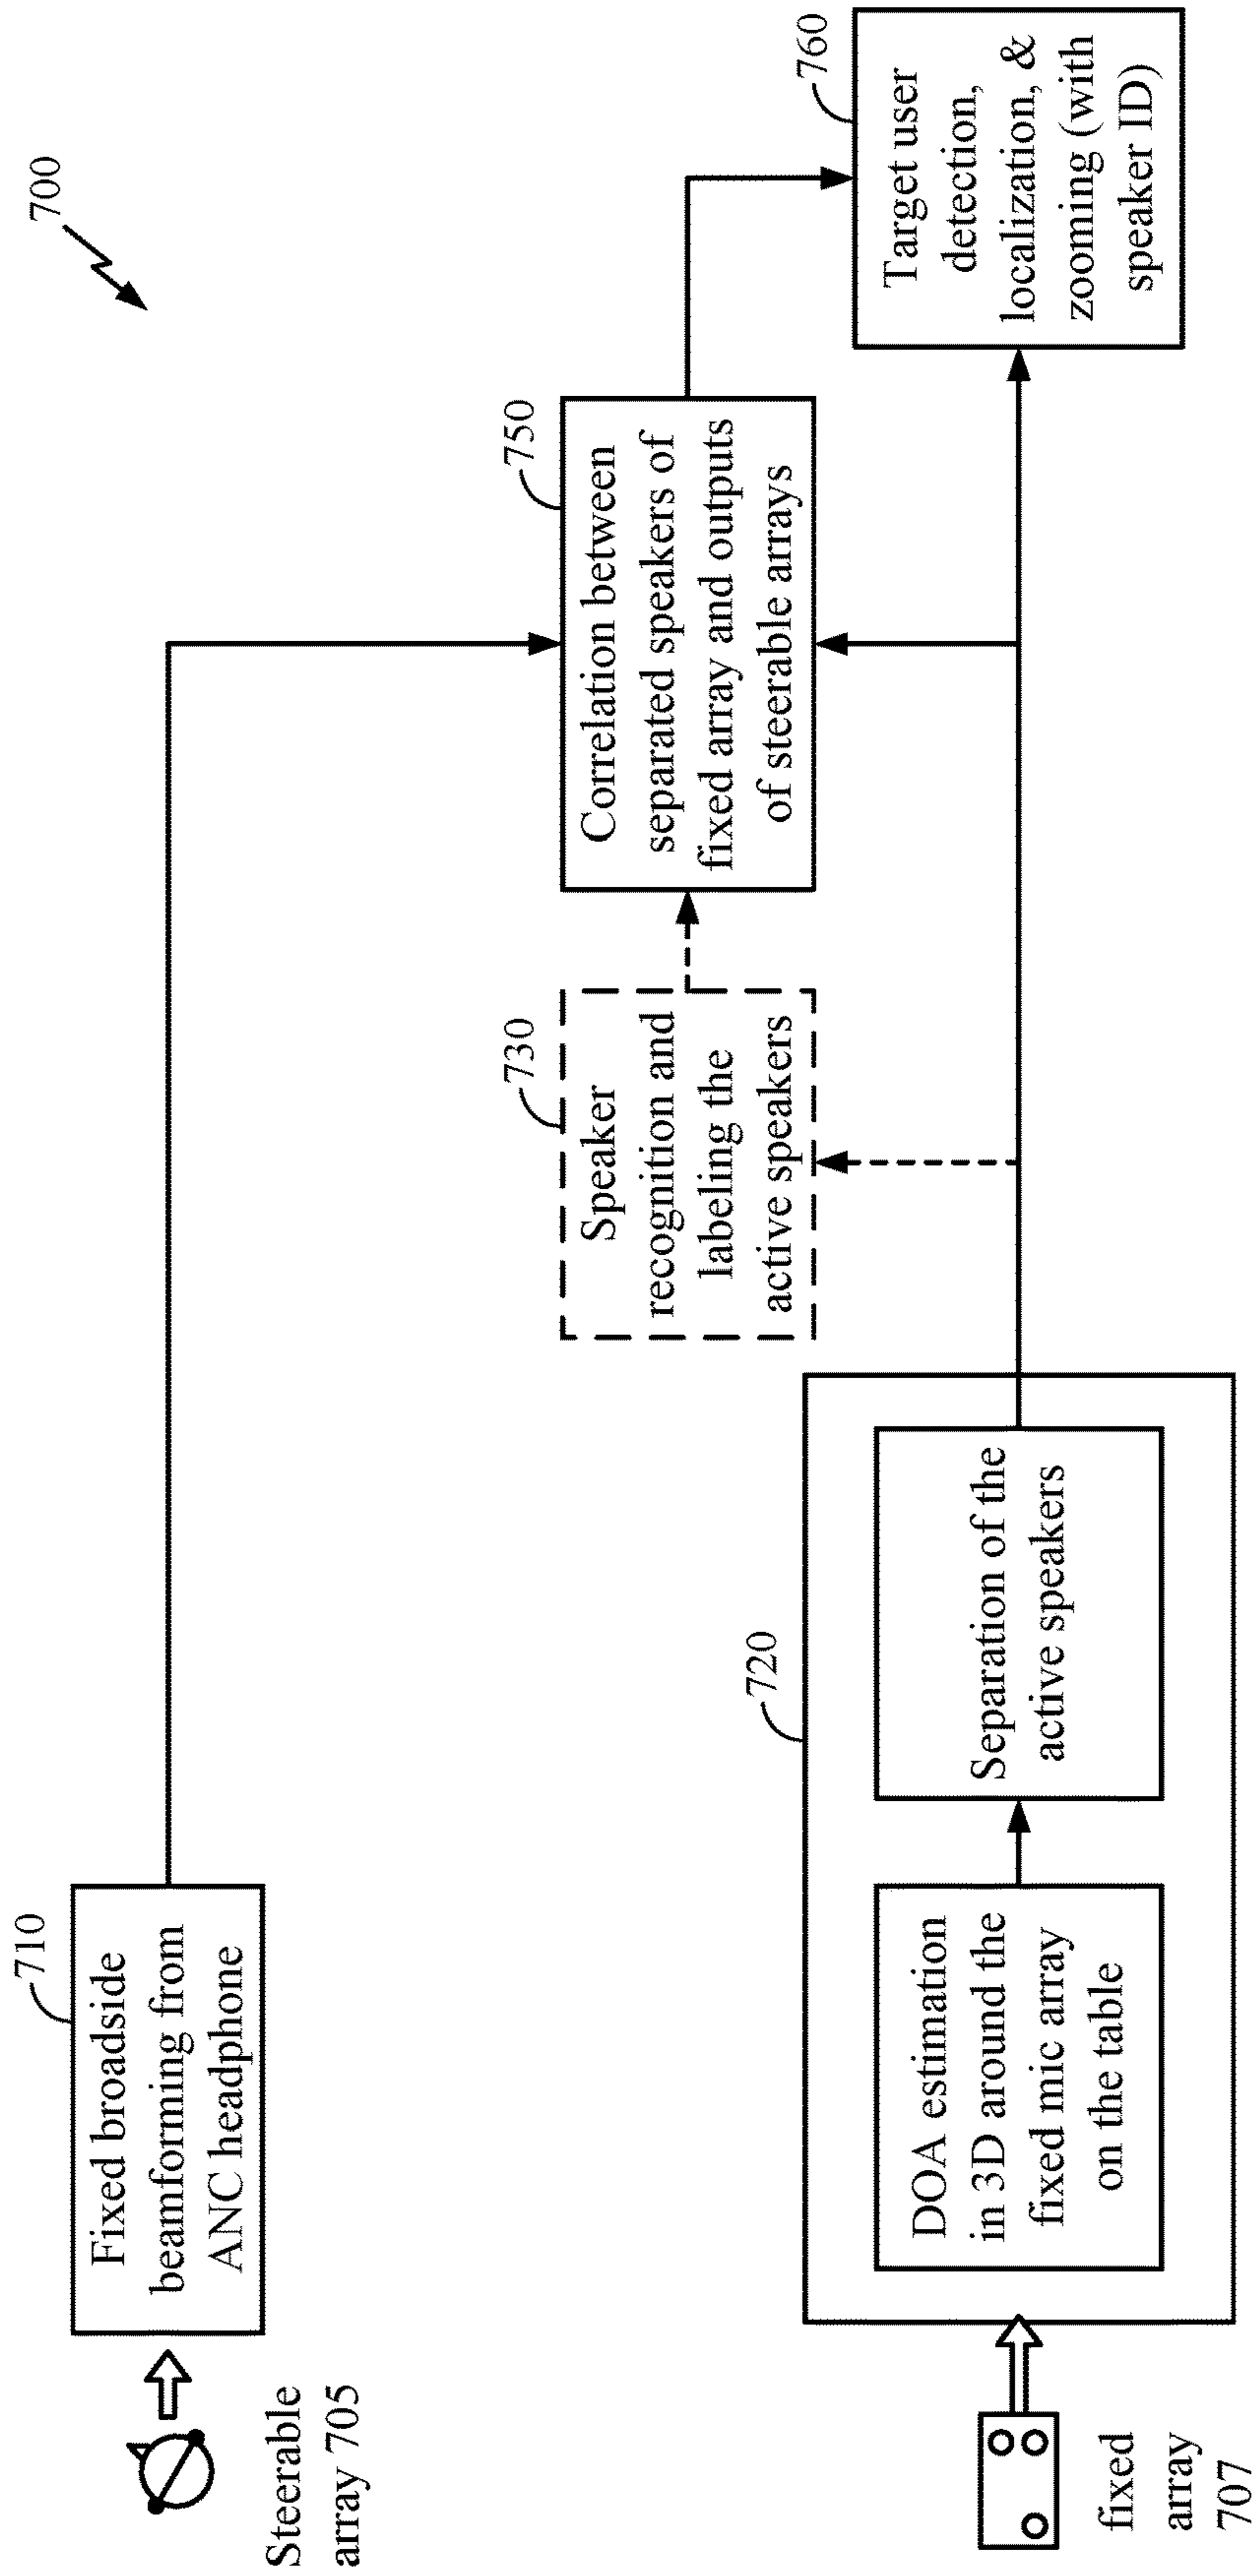 700
710
Fixed broadside
beamforming from
ANC headphone
Steerable
array 705
750
Correlation between
separated speakers of
fixed array and outputs
of steerable arrays
730
Speaker
recognition and
labeling the
active speakers
760
Target user
detection,
localization, &
zooming (with
speaker ID)
720
DOA estimation
in 3D around the
fixed mic array
on the table
Separation of the
active speakers
fixed
array
707